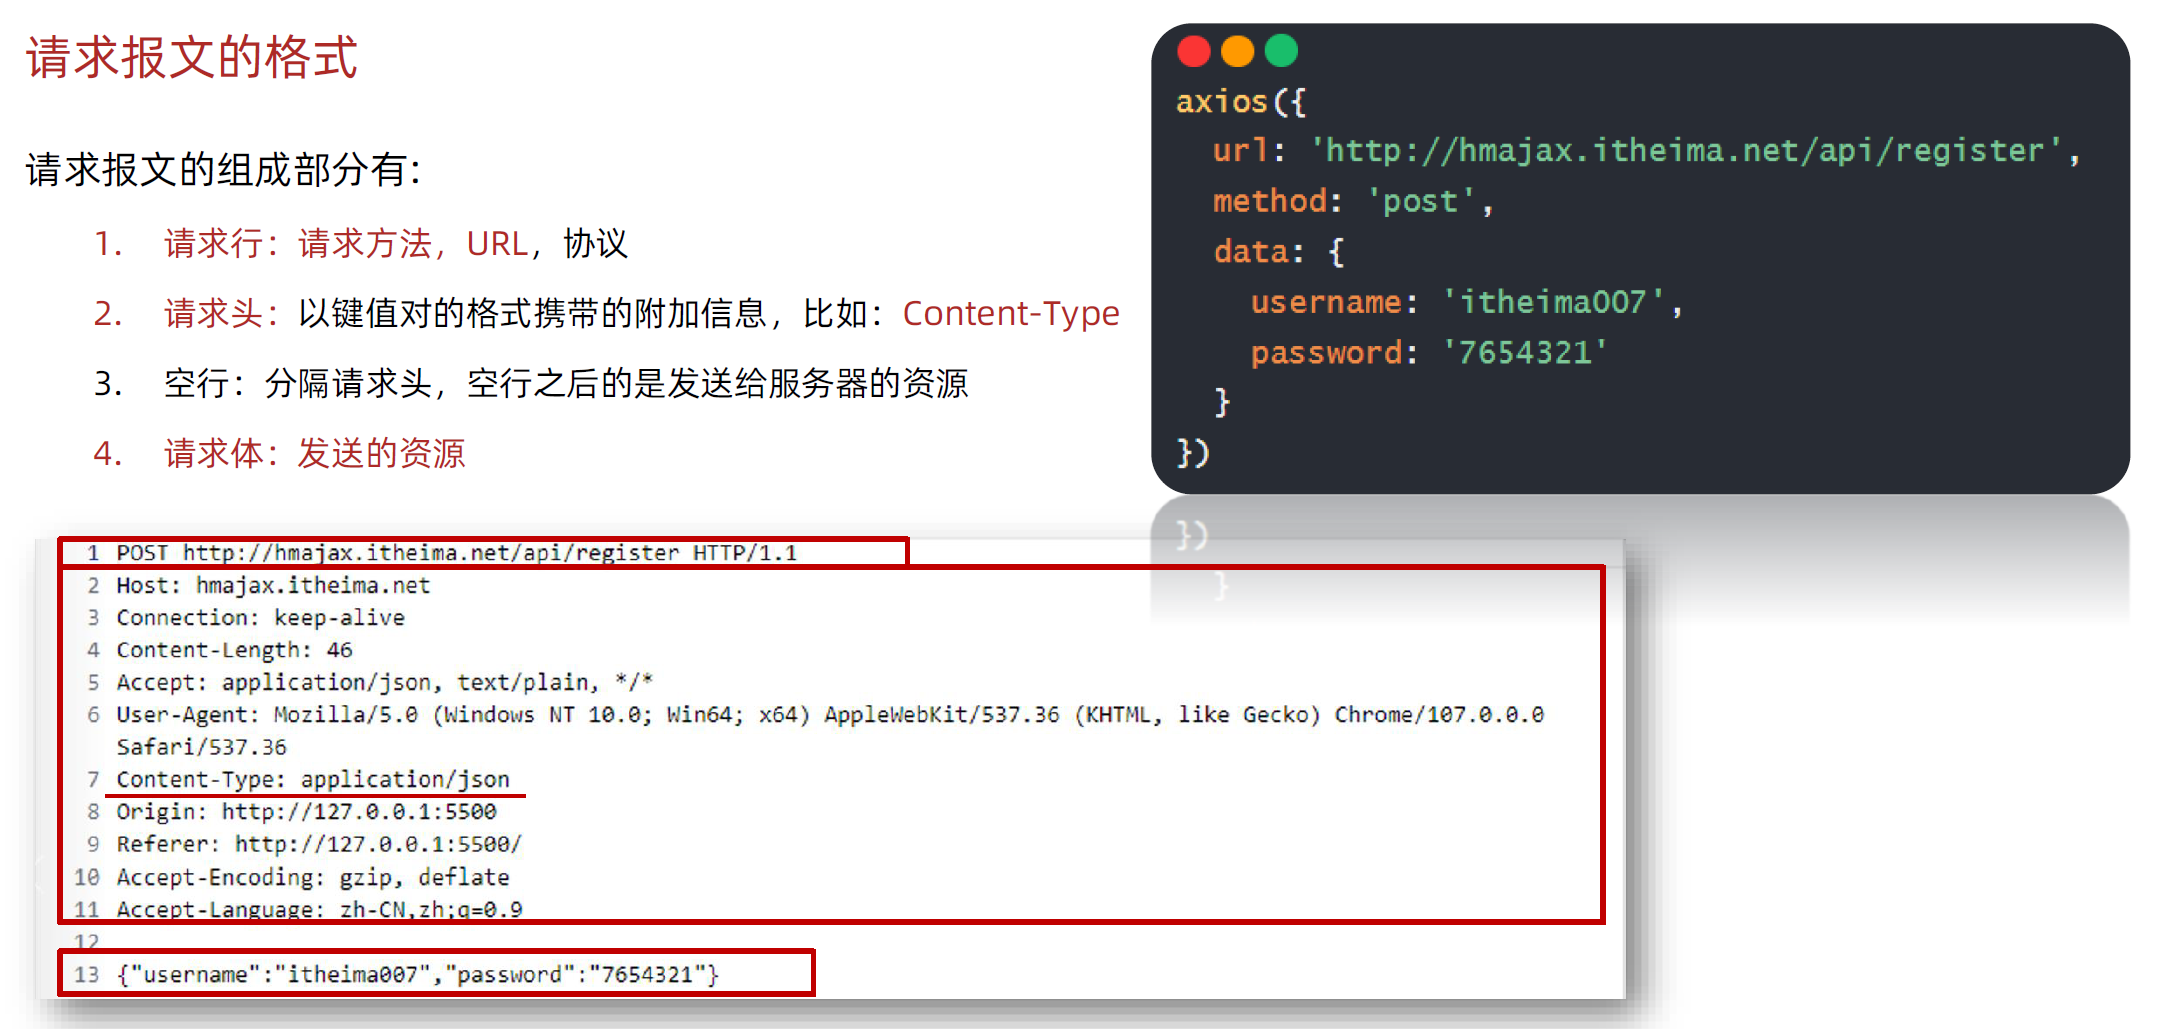 请求报文的格式
请求报文的组成部分有：
1. 请求行：请求方法，URL，协议
2. 请求头：以键值对的格式携带的附加信息，比如：Content-Type
3. 空行：分隔请求头，空行之后的是发送给服务器的资源
4. 请求体：发送的资源
axios({
  url: 'http://hmajax.itheima.net/api/register',
  method: 'post',
  data: {
    username: 'itheima007',
    password: '7654321'
  }
})
})
}
1 POST http://hmajax.itheima.net/api/register HTTP/1.1
2 Host: hmajax.itheima.net
3 Connection: keep-alive
4 Content-Length: 46
5 Accept: application/json, text/plain, */*
6 User-Agent: Mozilla/5.0 (Windows NT 10.0; Win64; x64) AppleWebKit/537.36 (KHTML, like Gecko) Chrome/107.0.0.0
Safari/537.36
7 Content-Type: application/json
8 Origin: http://127.0.0.1:5500
9 Referer: http://127.0.0.1:5500/
10 Accept-Encoding: gzip, deflate
11 Accept-Language: zh-CN,zh;q=0.9
12
13 {"username":"itheima007","password":"7654321"}